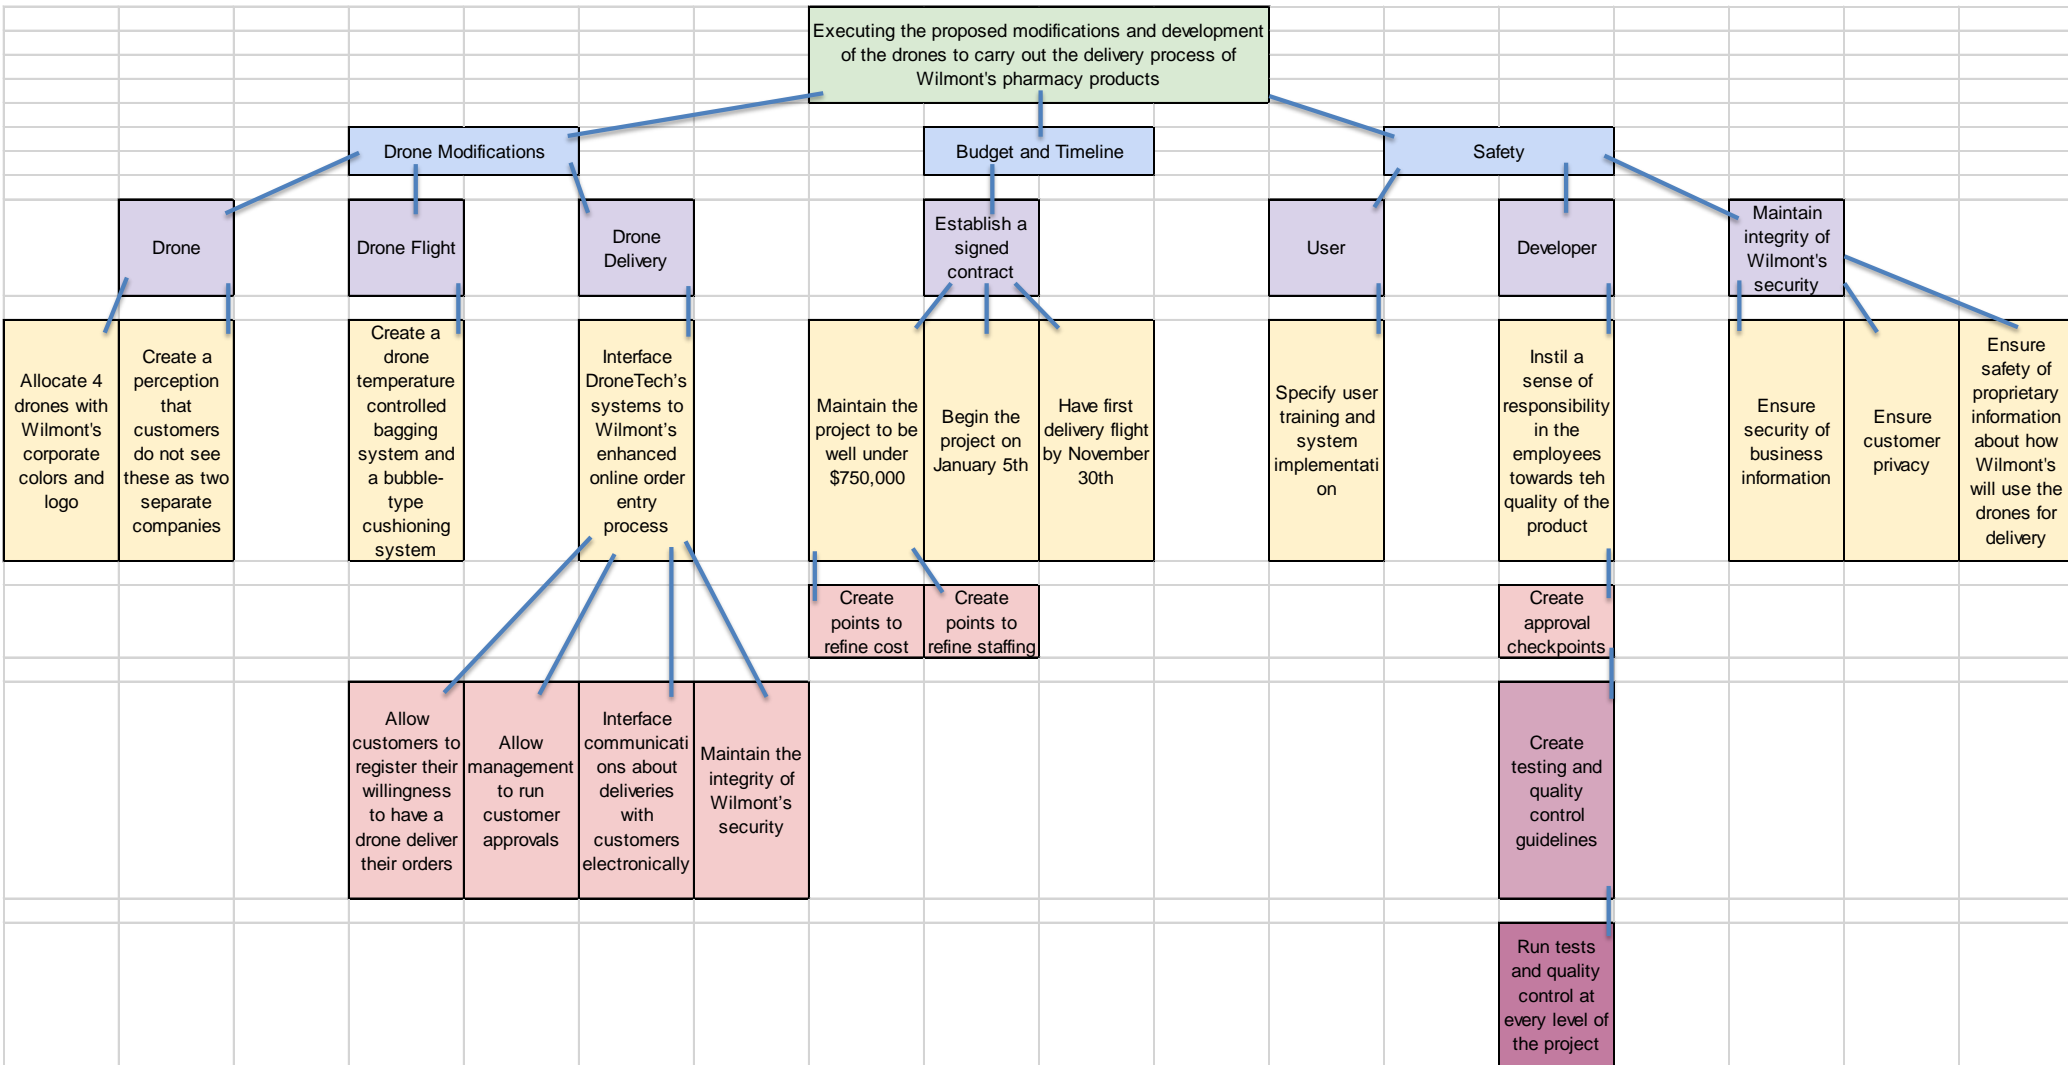 Executing the proposed modifications and development
of the drones to carry out the delivery process of
Wilmont's pharmacy products
Drone Modifications
Budget and Timeline
Safety
Drone
Drone Flight
Drone
Delivery
Establish a
signed
contract
User
Developer
Maintain
integrity of
Wilmont's
security
Allocate 4
drones with
Wilmont's
corporate
colors and
logo
Create a
perception
that
customers
do not see
these as two
separate
companies
Create a
drone
temperature
controlled
bagging
system and
a bubble-
type
cushioning
system
Interface
DroneTech's
systems to
Wilmont's
enhanced
online order
entry
process
Maintain the
project to be
well under
$750,000
Begin the
project on
January 5th
Have first
delivery flight
by November
30th
Specify user
training and
system
implementati
on
Instil a
sense of
responsibility
in the
employees
towards teh
quality of the
product
Ensure
security of
business
information
Ensure
customer
privacy
Ensure
safety of
proprietary
information
about how
Wilmont's
will use the
drones for
delivery
Create
points to
refine cost
Create
points to
refine staffing
Create
approval
checkpoints
Allow
customers to
register their
willingness
to have a
drone deliver
their orders
Allow
management
to run
customer
approvals
Interface
communicati
ons about
deliveries
with
customers
electronically
Maintain the
integrity of
Wilmont's
security
Create
testing and
quality
control
guidelines
Run tests
and quality
control at
every level of
the project